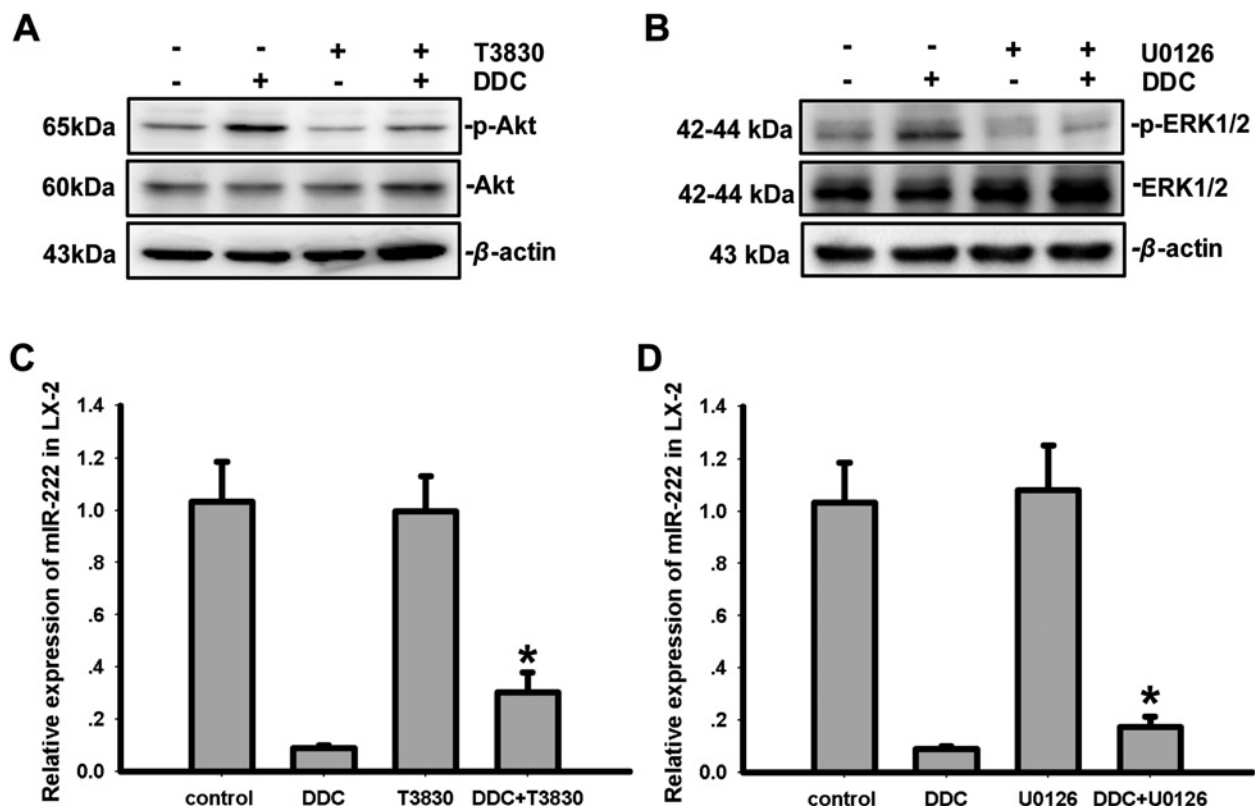 A
- - + + T3830
- + - + DDC
65kDa -p-Akt
60kDa -Akt
43kDa -β-actin
B
- - + + U0126
- + - + DDC
42-44 kDa -p-ERK1/2
42-44 kDa -ERK1/2
43 kDa -β-actin
C
Relative expression of mIR-222 in LX-2
1.4
1.2
1.0
.8
.6
.4
.2
0.0
*
control DDC T3830 DDC+T3830
D
Relative expression of mIR-222 in LX-2
1.4
1.2
1.0
.8
.6
.4
.2
0.0
*
control DDC U0126 DDC+U0126